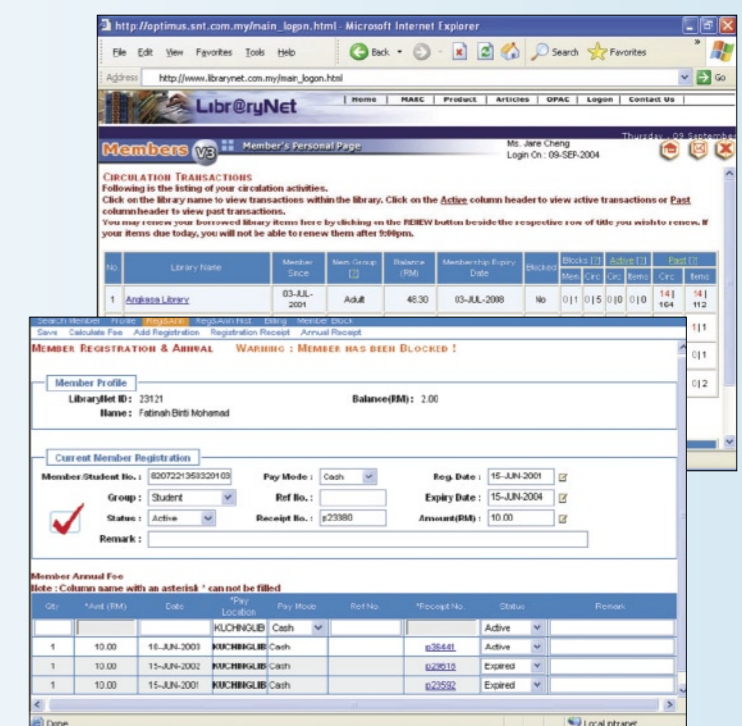 http://optimus.snt.com.my/main_logon.html - Microsoft Internet Explorer
File Edit View Favorites Tools Help Back Search Favorites
Address http://www.librarynet.com.my/main_logon.html Go
Libr@ryNet | Home | MARC | Product | Articles | OPAC | Logon | Contact Us |
Thursday , 09 September
Members V3 Member's Personal Page Ms. Jane Cheng
Login On : 09-SEP-2004
CIRCULATION TRANSACTIONS
Following is the listing of your circulation activities.
Click on the library name to view transactions within the library. Click on the Active column header to view active transactions or Past
column header to view past transactions.
You may renew your borrowed library items here by clicking on the RENEW button beside the respective row of title you wish to renew. If
your items due today, you will not be able to renew them after 9:00pm.
No. Library Name Member Since Mem Group [?] Balance (RM) Membership Expiry Date Blocked Blocks [?] Active [?] Past [?]
Mem Circ Circ Items Circ Items
1 Angkasa Library 03-JUL-2001 Adult 48.30 03-JUL-2008 No 0|1 0|5 0|0 0|0 14|164 14|112
1|1
0|1
0|2
Search Member Profile Reg&Ann Reg&Ann Hist Billing Member Block
Save Calculate Fee Add Registration Registration Receipt Annual Receipt
MEMBER REGISTRATION & ANNUAL WARNING : MEMBER HAS BEEN BLOCKED !
Member Profile
LibraryNet ID : 23121 Balance(RM) : 2.00
Name : Fatimah Binti Mohamad
Current Member Registration
Member/Student No. : 820722135832010 Pay Mode : Cash Reg. Date : 15-JUN-2001
Group : Student Ref No. : Expiry Date : 15-JUN-2004
Status : Active Receipt No. : p23380 Amount(RM) : 10.00
Remark :
Member Annual Fee
Note : Column name with an asterisk * can not be filled
Qty *Amt (RM) Date *Pay Location Pay Mode Ref No. *Receipt No. Status Remark
KUCHINGLIB Cash Active
1 10.00 16-JUN-2003 KUCHINGLIB Cash p36441 Active
1 10.00 15-JUN-2002 KUCHINGLIB Cash p29618 Expired
1 10.00 15-JUN-2001 KUCHINGLIB Cash p23592 Expired
Done Local intranet